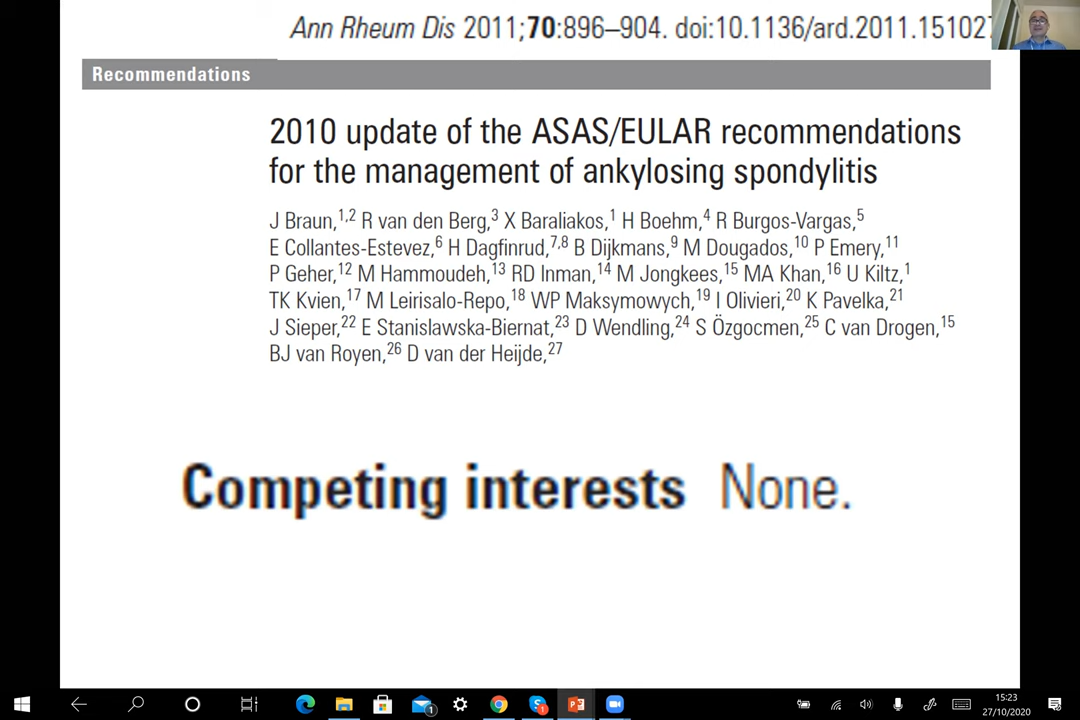 Ann Rheum Dis 2011;70:896–904. doi:10.1136/ard.2011.151027
Recommendations
2010 update of the ASAS/EULAR recommendations
for the management of ankylosing spondylitis
J Braun,1,2 R van den Berg,3 X Baraliakos,1 H Boehm,4 R Burgos-Vargas,5
E Collantes-Estevez,6 H Dagfinrud,7,8 B Dijkmans,9 M Dougados,10 P Emery,11
P Geher,12 M Hammoudeh,13 RD Inman,14 M Jongkees,15 MA Khan,16 U Kiltz,1
TK Kvien,17 M Leirisalo-Repo,18 WP Maksymowych,19 I Olivieri,20 K Pavelka,21
J Sieper,22 E Stanislawska-Biernat,23 D Wendling,24 S Özgocmen,25 C van Drogen,15
BJ van Royen,26 D van der Heijde,27
Competing interests None.
15:23
27/10/2020